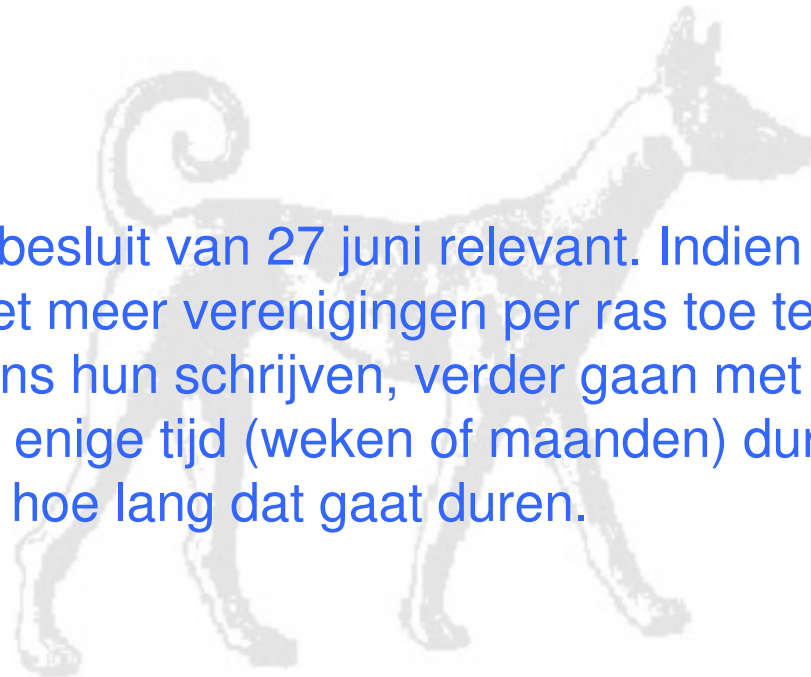 besluit van 27 juni relevant. Indien
et meer verenigingen per ras toe te
ns hun schrijven, verder gaan met
enige tijd (weken of maanden) dur
hoe lang dat gaat duren.